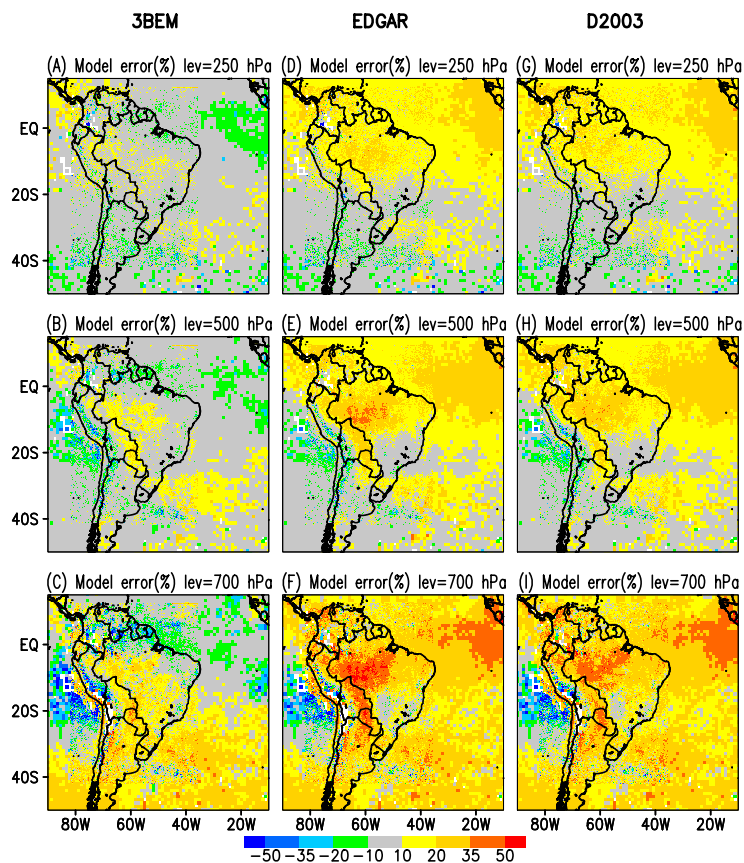 3BEM EDGAR D2003
(A) Model error(%) lev=250 hPa (D) Model error(%) lev=250 hPa (G) Model error(%) lev=250 hPa
EQ
20S
40S
(B) Model error(%) lev=500 hPa (E) Model error(%) lev=500 hPa (H) Model error(%) lev=500 hPa
EQ
20S
40S
(C) Model error(%) lev=700 hPa (F) Model error(%) lev=700 hPa (I) Model error(%) lev=700 hPa
EQ
20S
40S
80W 60W 40W 20W 80W 60W 40W 20W 80W 60W 40W 20W
-50 -35 -20 -10 10 20 35 50